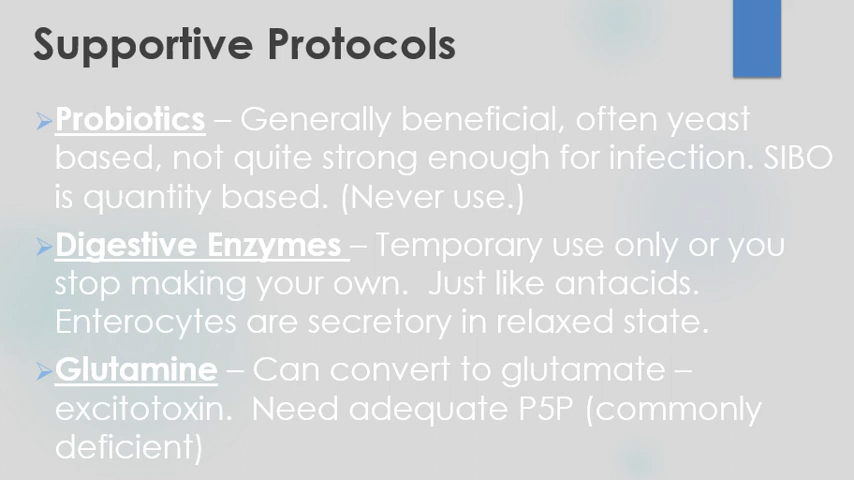 Supportive Protocols
➢Probiotics – Generally beneficial, often yeast
based, not quite strong enough for infection. SIBO
is quantity based. (Never use.)
➢Digestive Enzymes – Temporary use only or you
stop making your own.  Just like antacids.
Enterocytes are secretory in relaxed state.
➢Glutamine – Can convert to glutamate –
excitotoxin.  Need adequate P5P (commonly
deficient)